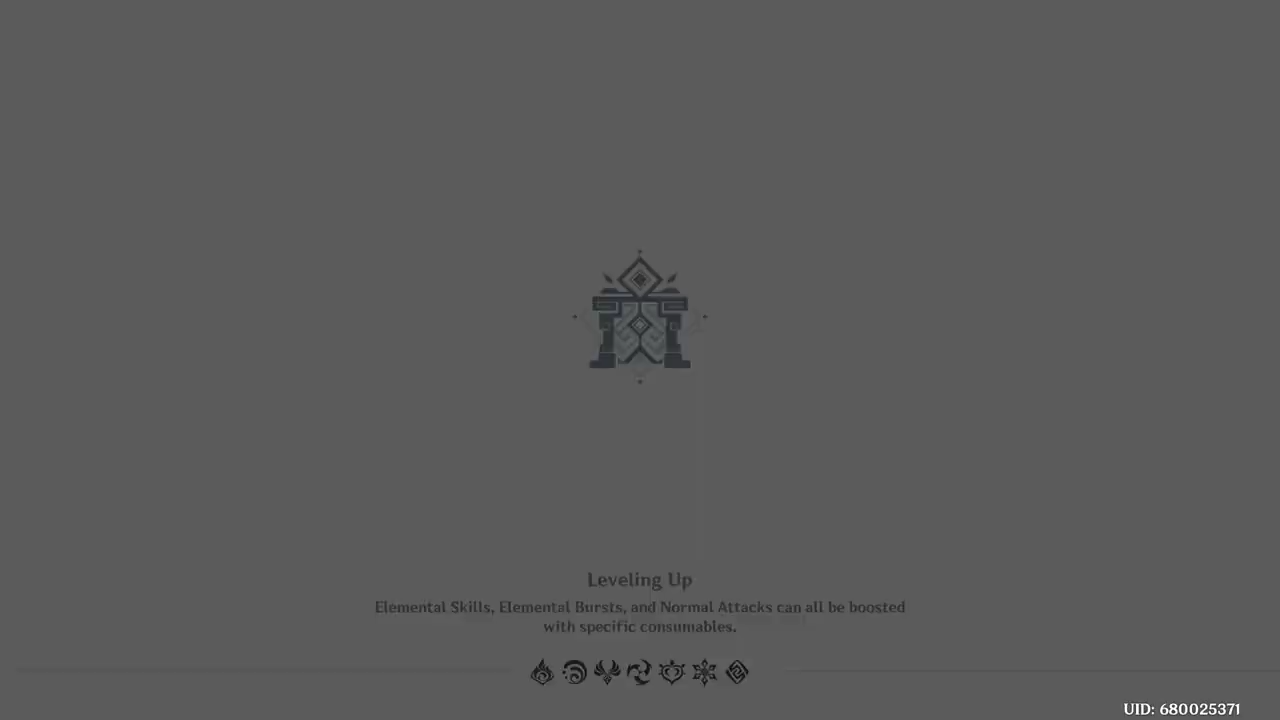 Leveling Up
Elemental Skills, Elemental Bursts, and Normal Attacks can all be boosted
with specific consumables.
UID: 680025371